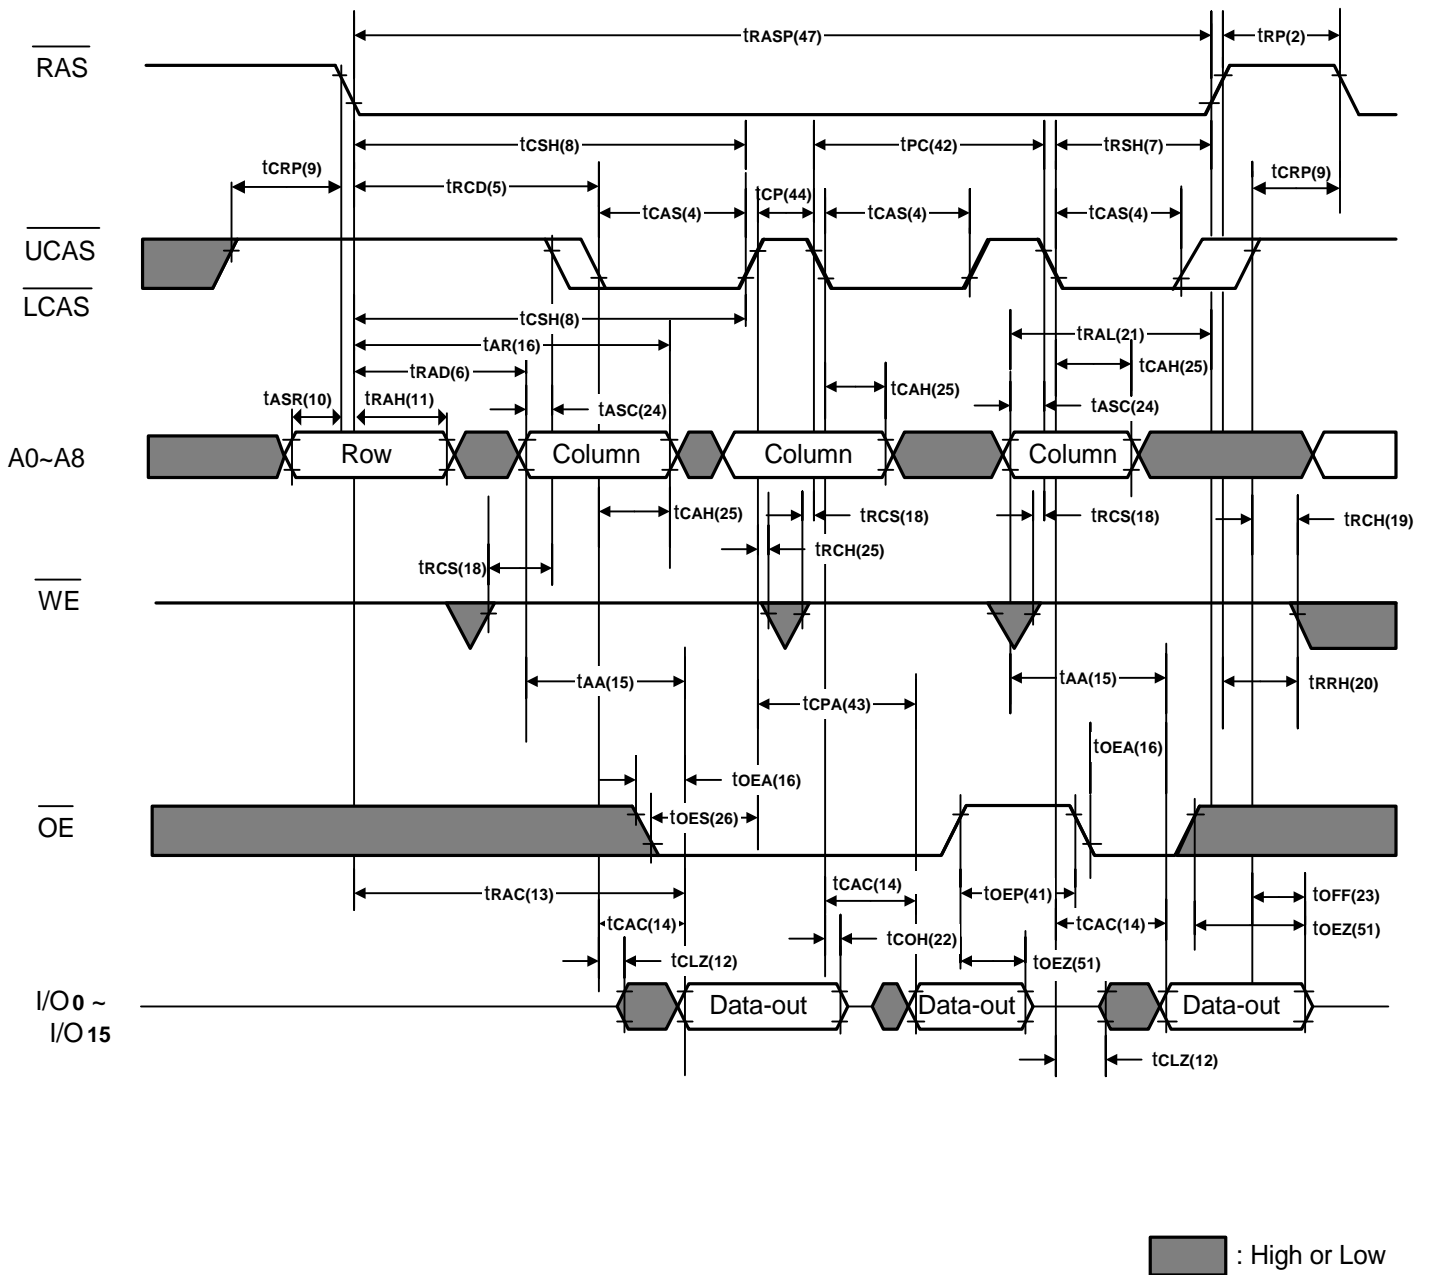 tRASP(47) tRP(2)
RAS
tCSH(8) tPC(42) tRSH(7)
tCRP(9) tRCD(5) tCP(44) tCRP(9)
tCAS(4) tCAS(4) tCAS(4)
UCAS
LCAS
tCSH(8)
tAR(16) tRAL(21)
tRAD(6) tCAH(25) tCAH(25)
tASR(10) tRAH(11) tASC(24) tASC(24)
A0~A8 Row Column Column Column
tCAH(25) tRCS(18) tRCS(18) tRCH(19)
tRCS(18) tRCH(25)
WE
tAA(15) tAA(15) tRRH(20)
tCPA(43)
tOEA(16)
tOEA(16)
OE tOES(26)
tRAC(13) tCAC(14) tOEP(41) tOFF(23)
tCAC(14) tCOH(22) tCAC(14) tOEZ(51)
tCLZ(12) tOEZ(51)
I/O0 ~ Data-out Data-out Data-out
I/O15
tCLZ(12)
: High or Low